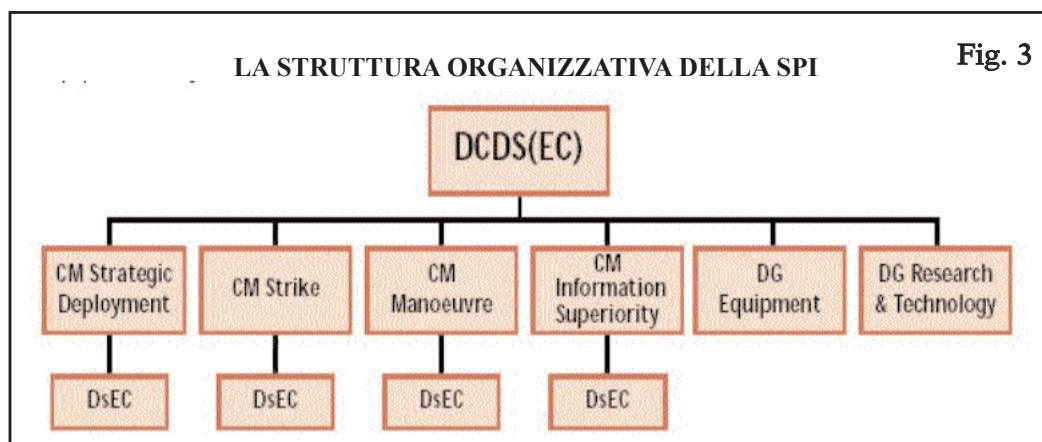 LA STRUTTURA ORGANIZZATIVA DELLA SPI
Fig. 3
DCDS(EC)
CM Strategic
Deployment
CM Strike
CM
Manoeuvre
CM
Information
Superiority
DG
Equipment
DG Research
& Technology
DsEC
DsEC
DsEC
DsEC